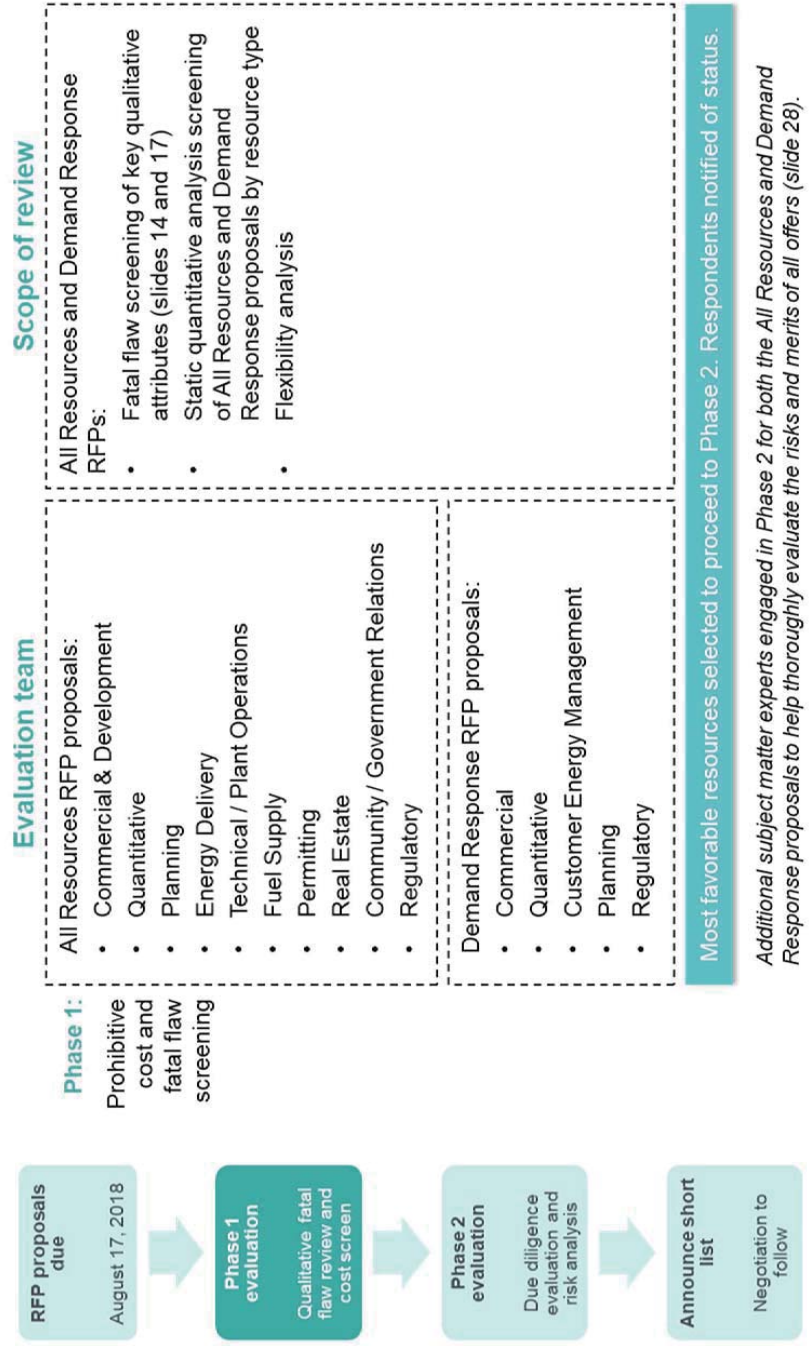 RFP proposals
due
August 17, 2018
Phase 1
evaluation
Qualitative fatal
flaw review and
cost screen
Phase 2
evaluation
Due diligence
evaluation and
risk analysis
Announce short
list
Negotiation to
follow
Phase 1:
Prohibitive
cost and
fatal flaw
screening
Evaluation team
All Resources RFP proposals:
• Commercial & Development
• Quantitative
• Planning
• Energy Delivery
• Technical / Plant Operations
• Fuel Supply
• Permitting
• Real Estate
• Community / Government Relations
• Regulatory
Demand Response RFP proposals:
• Commercial
• Quantitative
• Customer Energy Management
• Planning
• Regulatory
Scope of review
All Resources and Demand Response
RFPs:
• Fatal flaw screening of key qualitative
attributes (slides 14 and 17)
• Static quantitative analysis screening
of All Resources and Demand
Response proposals by resource type
• Flexibility analysis
Most favorable resources selected to proceed to Phase 2. Respondents notified of status.
Additional subject matter experts engaged in Phase 2 for both the All Resources and Demand
Response proposals to help thoroughly evaluate the risks and merits of all offers (slide 28).